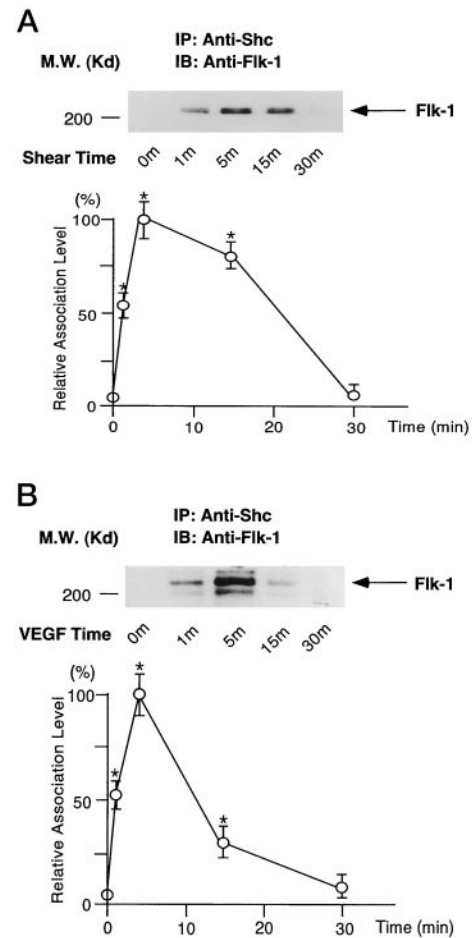 A
IP: Anti-Shc
M.W. (Kd) IB: Anti-Flk-1
200 Flk-1
Shear Time 0m 1m 5m 15m 30m
(%)
100
*
*
Relative Association Level
50
*
0
0 10 20 30 Time (min)
B
IP: Anti-Shc
M.W. (Kd) IB: Anti-Flk-1
200 Flk-1
VEGF Time 0m 1m 5m 15m 30m
(%)
*
100
Relative Association Level
*
50
*
0
0 10 20 30 Time (min)